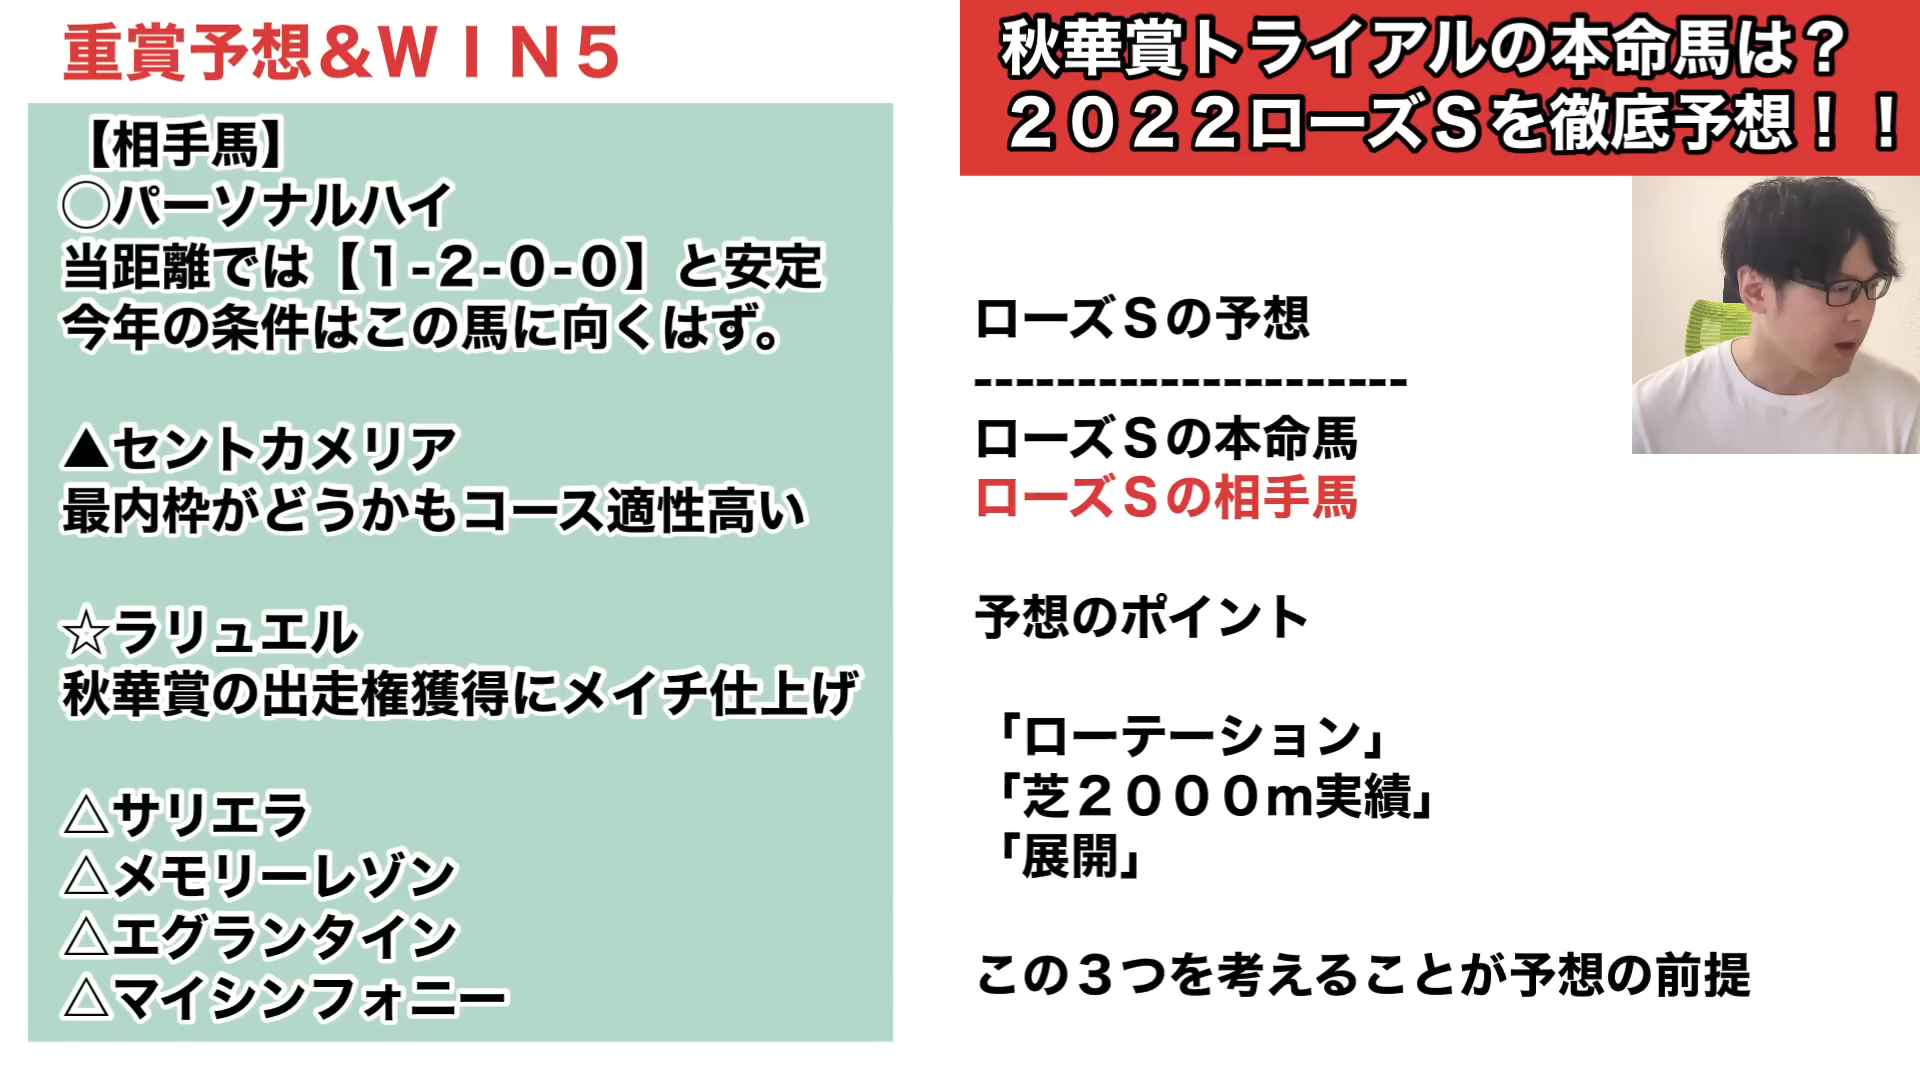 重賞予想&WIN5
【相手馬】
◯パーソナルハイ
当距離では【1-2-0-0】と安定
今年の条件はこの馬に向くはず。
▲セントカメリア
最内枠がどうかもコース適性高い
☆ラリュエル
秋華賞の出走権獲得にメイチ仕上げ
△サリエラ
△メモリーレゾン
△エグランタイン
△マイシンフォニー
秋華賞トライアルの本命馬は？
２０２２ローズＳを徹底予想！！
ローズＳの予想
---------------------
ローズＳの本命馬
ローズＳの相手馬
予想のポイント
「ローテーション」
「芝２０００ｍ実績」
「展開」
この３つを考えることが予想の前提